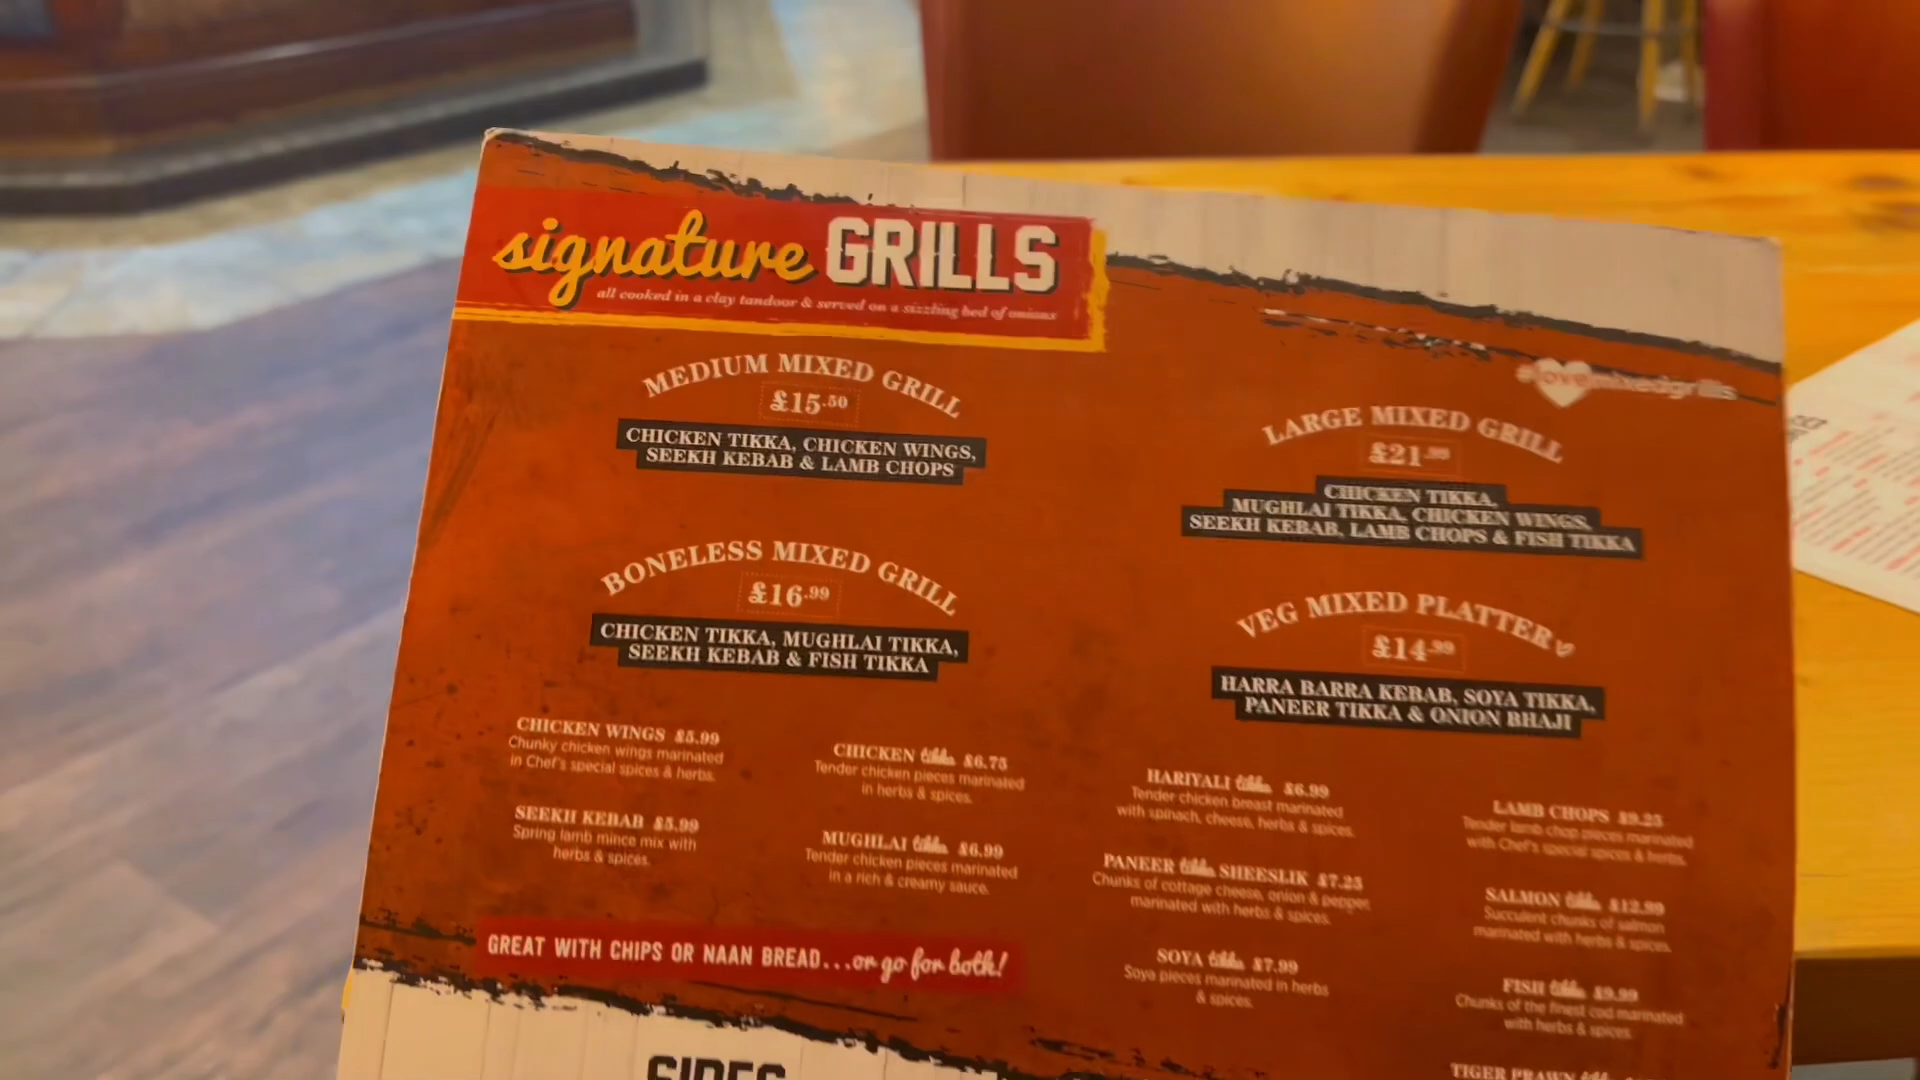 signature GRILLS
all cooked in a clay tandoor & served on a sizzling bed of onions
#lovemixedgrills
MEDIUM MIXED GRILL
£15.50
CHICKEN TIKKA, CHICKEN WINGS,
SEEKH KEBAB & LAMB CHOPS
LARGE MIXED GRILL
£21.99
CHICKEN TIKKA,
MUGHLAI TIKKA, CHICKEN WINGS,
SEEKH KEBAB, LAMB CHOPS & FISH TIKKA
BONELESS MIXED GRILL
£16.99
CHICKEN TIKKA, MUGHLAI TIKKA,
SEEKH KEBAB & FISH TIKKA
VEG MIXED PLATTER
£14.99
HARRA BARRA KEBAB, SOYA TIKKA,
PANEER TIKKA & ONION BHAJI
CHICKEN WINGS £5.99
Chunky chicken wings marinated
in Chef's special spices & herbs.
SEEKH KEBAB £5.99
Spring lamb mince mix with
herbs & spices.
CHICKEN tikka £6.75
Tender chicken pieces marinated
in herbs & spices.
MUGHLAI tikka £6.99
Tender chicken pieces marinated
in a rich & creamy sauce.
HARIYALI tikka £6.99
Tender chicken breast marinated
with spinach, cheese, herbs & spices.
PANEER tikka SHEESLIK £7.25
Chunks of cottage cheese, onion & pepper,
marinated with herbs & spices.
SOYA tikka £7.99
Soya pieces marinated in herbs
& spices.
LAMB CHOPS £9.25
Tender lamb chop pieces marinated
with Chef's special spices & herbs.
SALMON tikka £12.99
Succulent chunks of salmon
marinated with herbs & spices.
FISH tikka £9.99
Chunks of the finest cod marinated
with herbs & spices.
TIGER PRAWN tikka
GREAT WITH CHIPS OR NAAN BREAD...or go for both!
SIDES